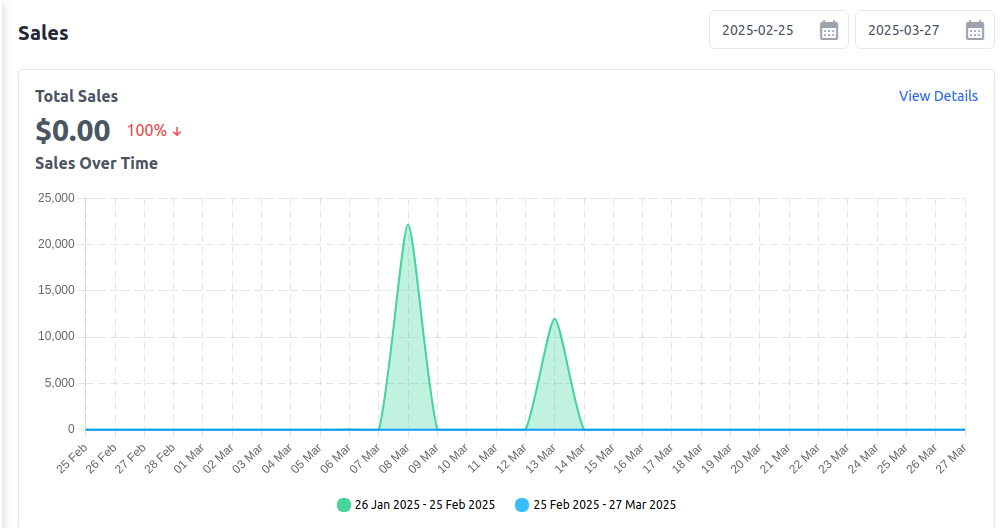 Sales
2025-02-25
2025-03-27
Total Sales
View Details
$0.00 100% ↓
Sales Over Time
25,000
20,000
15,000
10,000
5,000
0
25 Feb
26 Feb
27 Feb
28 Feb
01 Mar
02 Mar
03 Mar
04 Mar
05 Mar
06 Mar
07 Mar
08 Mar
09 Mar
10 Mar
11 Mar
12 Mar
13 Mar
14 Mar
15 Mar
16 Mar
17 Mar
18 Mar
19 Mar
20 Mar
21 Mar
22 Mar
23 Mar
24 Mar
25 Mar
26 Mar
27 Mar
26 Jan 2025 - 25 Feb 2025
25 Feb 2025 - 27 Mar 2025